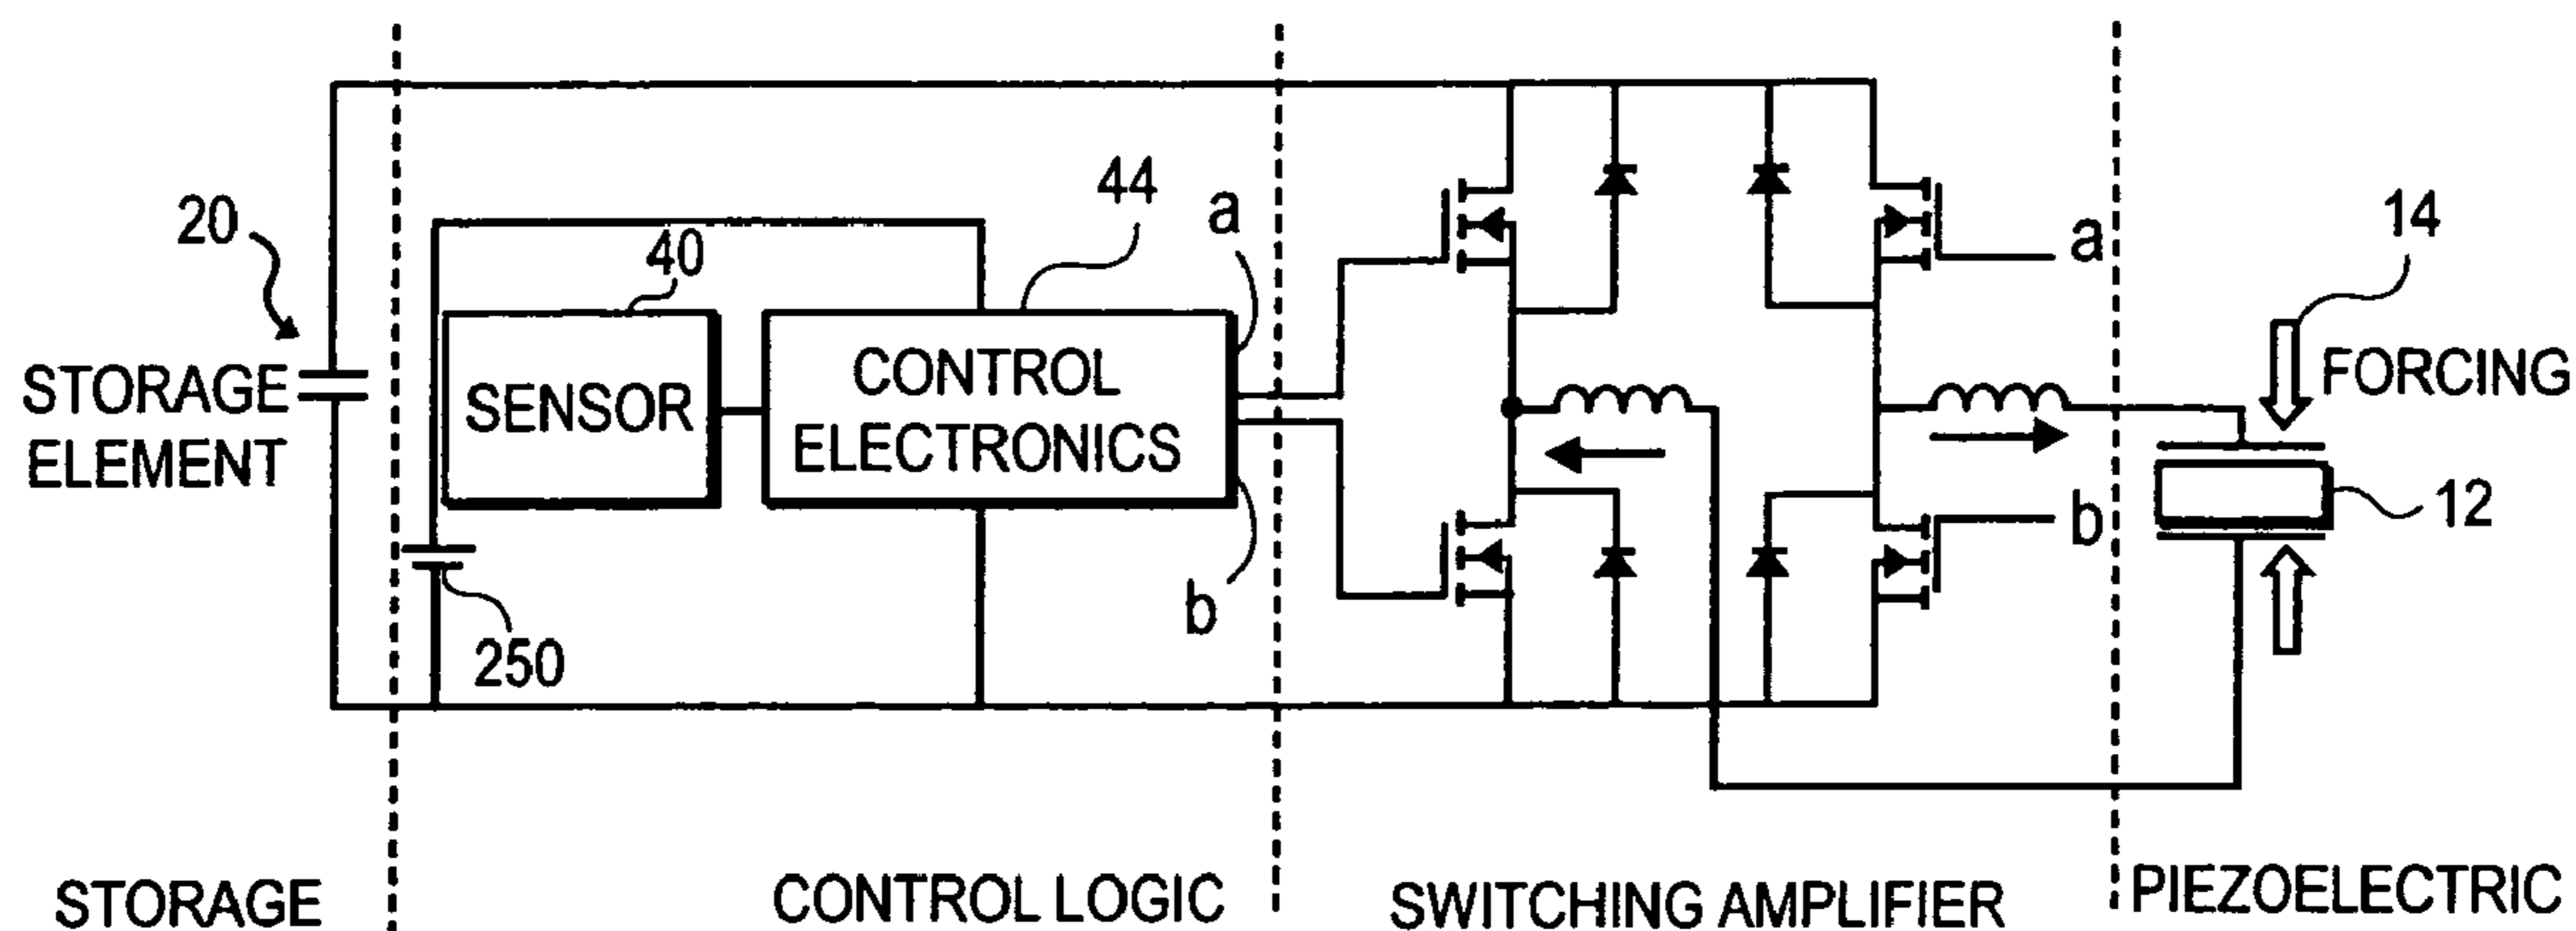 20
STORAGE
ELEMENT
40
SENSOR
250
44
CONTROL
ELECTRONICS
a
b
a
b
14
FORCING
12
STORAGE
CONTROL LOGIC
SWITCHING AMPLIFIER
PIEZOELECTRIC